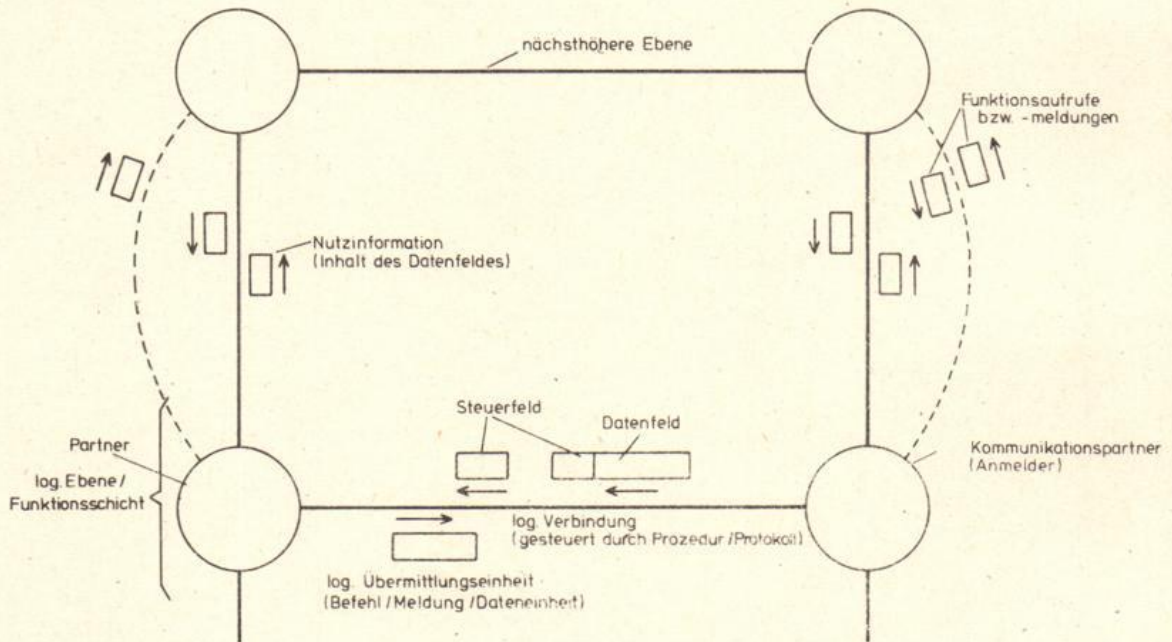 nächsthöhere Ebene
Funktionsaufrufe
bzw. -meldungen
Nutzinformation
(Inhalt des Datenfeldes)
Steuerfeld
Datenfeld
Partner
Kommunikationspartner
(Anmelder)
log. Ebene/
Funktionsschicht
log. Verbindung
(gesteuert durch Prozedur/Protokoll)
log. Übermittlungseinheit
(Befehl/Meldung/Dateneinheit)